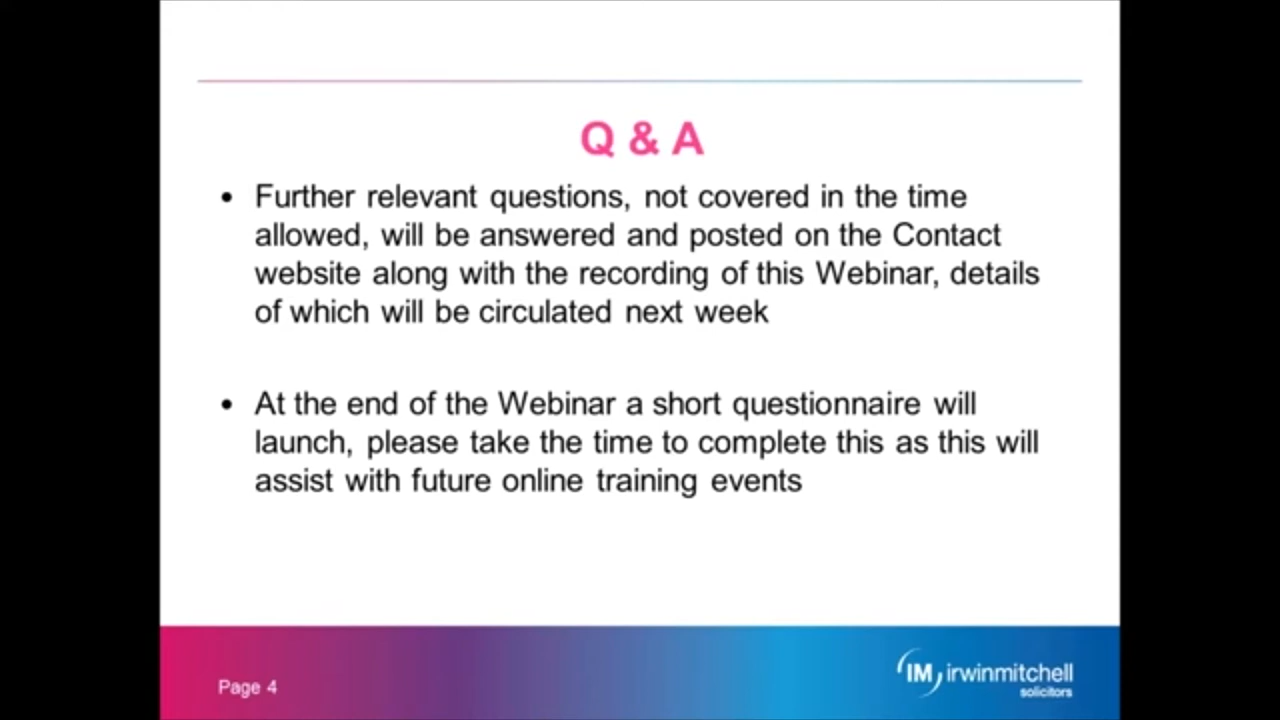 Q & A
• Further relevant questions, not covered in the time
allowed, will be answered and posted on the Contact
website along with the recording of this Webinar, details
of which will be circulated next week
• At the end of the Webinar a short questionnaire will
launch, please take the time to complete this as this will
assist with future online training events
Page 4
IM irwinmitchell
solicitors